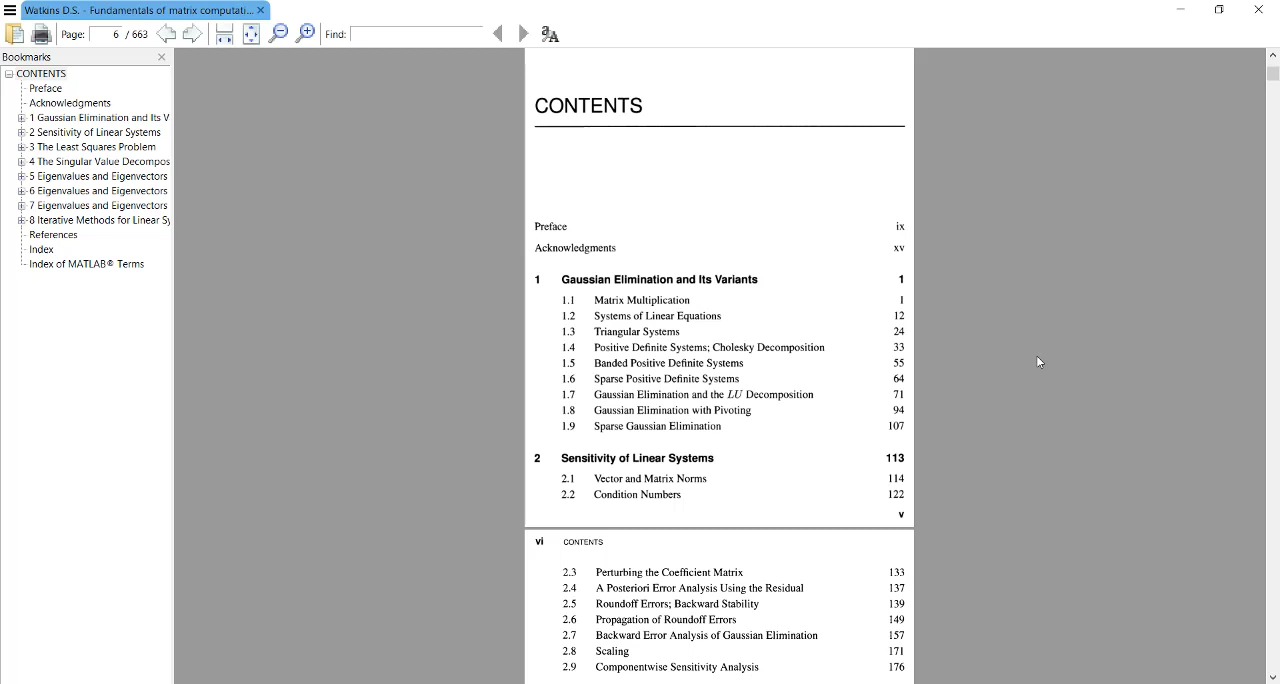 Watkins D.S. - Fundamentals of matrix computati...
Page: 6 / 663 Find:
Bookmarks
CONTENTS
Preface
Acknowledgments
1 Gaussian Elimination and Its V
2 Sensitivity of Linear Systems
3 The Least Squares Problem
4 The Singular Value Decompos
5 Eigenvalues and Eigenvectors
6 Eigenvalues and Eigenvectors
7 Eigenvalues and Eigenvectors
8 Iterative Methods for Linear Sy
References
Index
Index of MATLAB® Terms
CONTENTS
Preface ix
Acknowledgments xv
1 Gaussian Elimination and Its Variants 1
1.1 Matrix Multiplication 1
1.2 Systems of Linear Equations 12
1.3 Triangular Systems 24
1.4 Positive Definite Systems; Cholesky Decomposition 33
1.5 Banded Positive Definite Systems 55
1.6 Sparse Positive Definite Systems 64
1.7 Gaussian Elimination and the LU Decomposition 71
1.8 Gaussian Elimination with Pivoting 94
1.9 Sparse Gaussian Elimination 107
2 Sensitivity of Linear Systems 113
2.1 Vector and Matrix Norms 114
2.2 Condition Numbers 122
v
vi CONTENTS
2.3 Perturbing the Coefficient Matrix 133
2.4 A Posteriori Error Analysis Using the Residual 137
2.5 Roundoff Errors; Backward Stability 139
2.6 Propagation of Roundoff Errors 149
2.7 Backward Error Analysis of Gaussian Elimination 157
2.8 Scaling 171
2.9 Componentwise Sensitivity Analysis 176